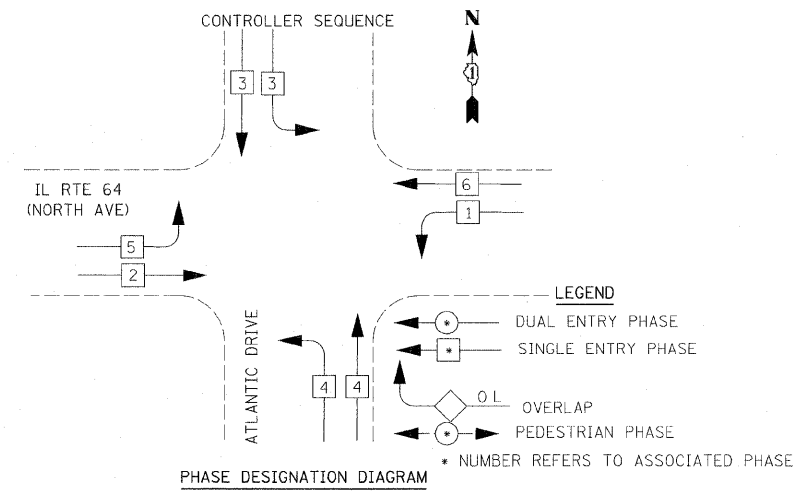 CONTROLLER SEQUENCE
N
1
3 3
IL RTE 64
(NORTH AVE)
6
1
5
2
LEGEND
* DUAL ENTRY PHASE
* SINGLE ENTRY PHASE
ATLANTIC DRIVE
4 4
OL OVERLAP
* PEDESTRIAN PHASE
* NUMBER REFERS TO ASSOCIATED PHASE
PHASE DESIGNATION DIAGRAM